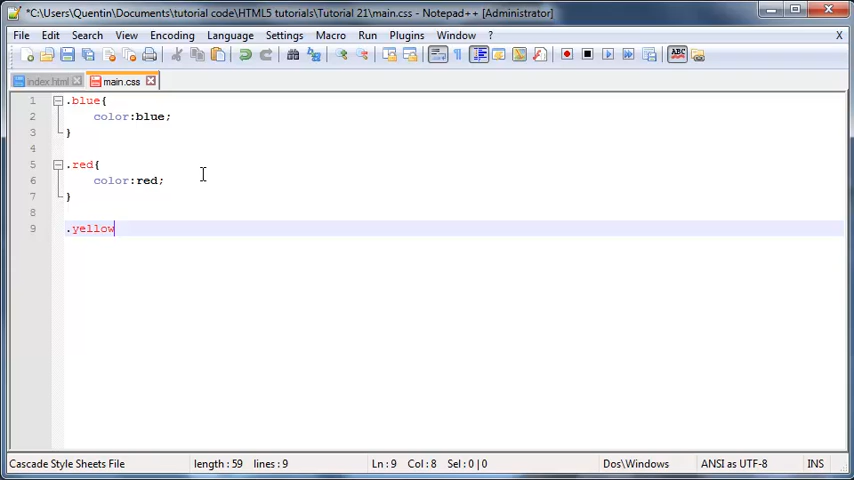 *C:\Users\Quentin\Documents\tutorial code\HTML5 tutorials\Tutorial 21\main.css - Notepad++ [Administrator]
File Edit Search View Encoding Language Settings Macro Run Plugins Window ? X
index.html main.css
1 .blue{
2 color:blue;
3 }
4
5 .red{
6 color:red;
7 }
8
9 .yellow
Cascade Style Sheets File length : 59 lines : 9 Ln : 9 Col : 8 Sel : 0 | 0 Dos\Windows ANSI as UTF-8 INS